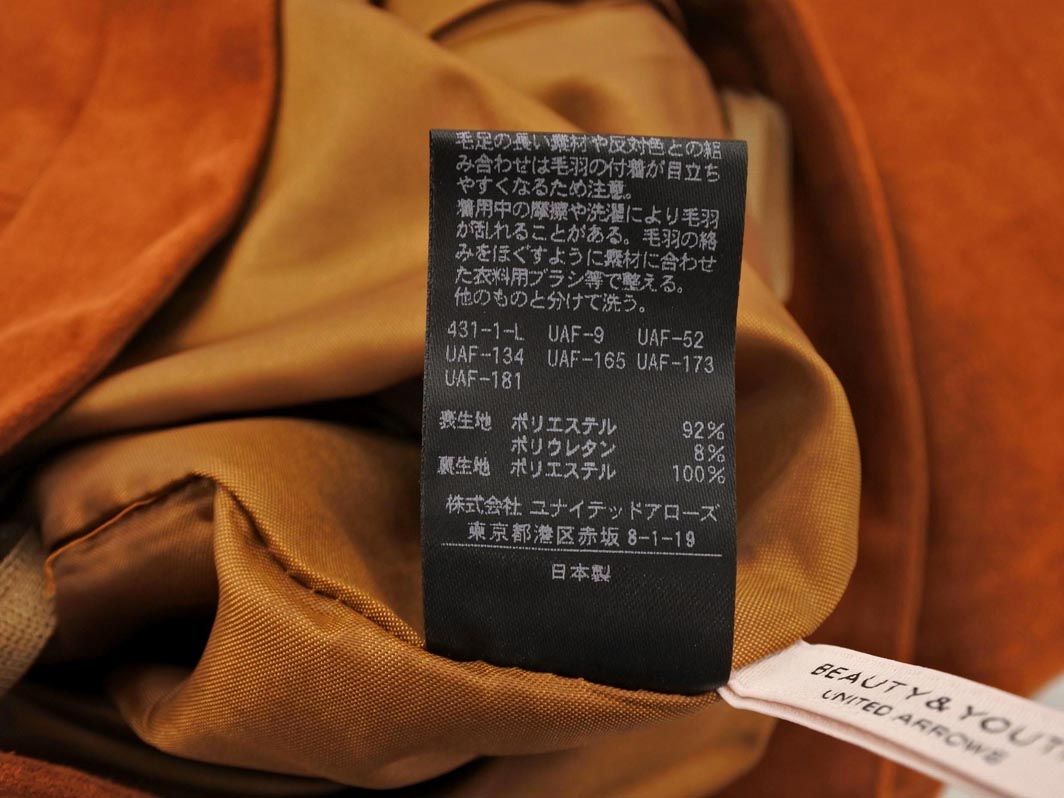 毛足の長い素材や反対色との組
み合わせは毛羽の付着が目立ち
やすくなるため注意。
着用中の摩擦や洗濯により毛羽
が乱れることがある。毛羽の絡
みをほぐすように素材に合わせ
た衣料用ブラシ等で整える。
他のものと分けて洗う。
431-1-L UAF-9 UAF-52
UAF-134 UAF-165 UAF-173
UAF-181
表生地 ポリエステル 92%
ポリウレタン 8%
裏生地 ポリエステル 100%
株式会社 ユナイテッドアローズ
東京都港区赤坂 8-1-19
日本製
BEAUTY & YOUT
UNITED ARROWS